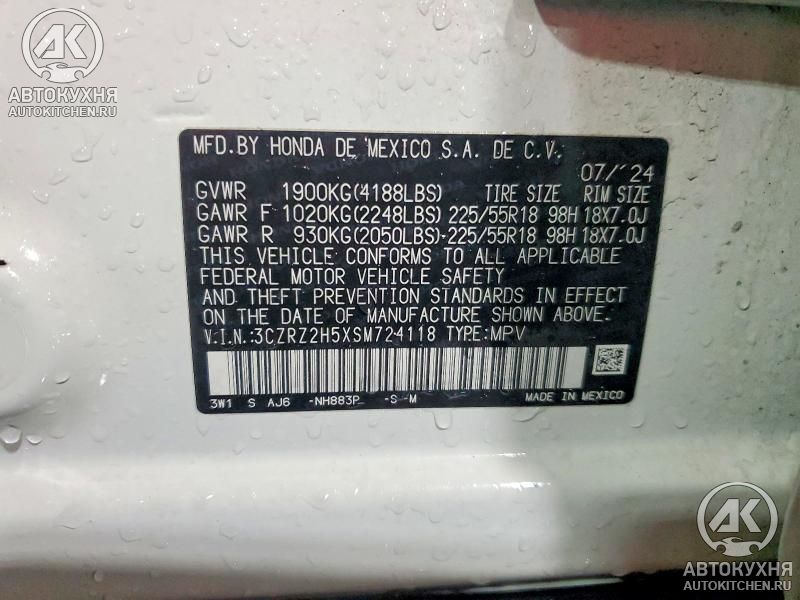 AK
АВТОКУХНЯ
AUTOKITCHEN.RU
MFD.BY HONDA DE MEXICO S.A. DE C.V.
07/'24
GVWR 1900KG(4188LBS) TIRE SIZE RIM SIZE
GAWR F 1020KG(2248LBS) 225/55R18 98H 18X7.0J
GAWR R 930KG(2050LBS) 225/55R18 98H 18X7.0J
THIS VEHICLE CONFORMS TO ALL APPLICABLE
FEDERAL MOTOR VEHICLE SAFETY
AND THEFT PREVENTION STANDARDS IN EFFECT
ON THE DATE OF MANUFACTURE SHOWN ABOVE.
V.I.N.:3CZRZ2H5XSM724118 TYPE:MPV
3W1 S AJ6 -NH883P -S-M MADE IN MEXICO
AK
АВТОКУХНЯ
AUTOKITCHEN.RU